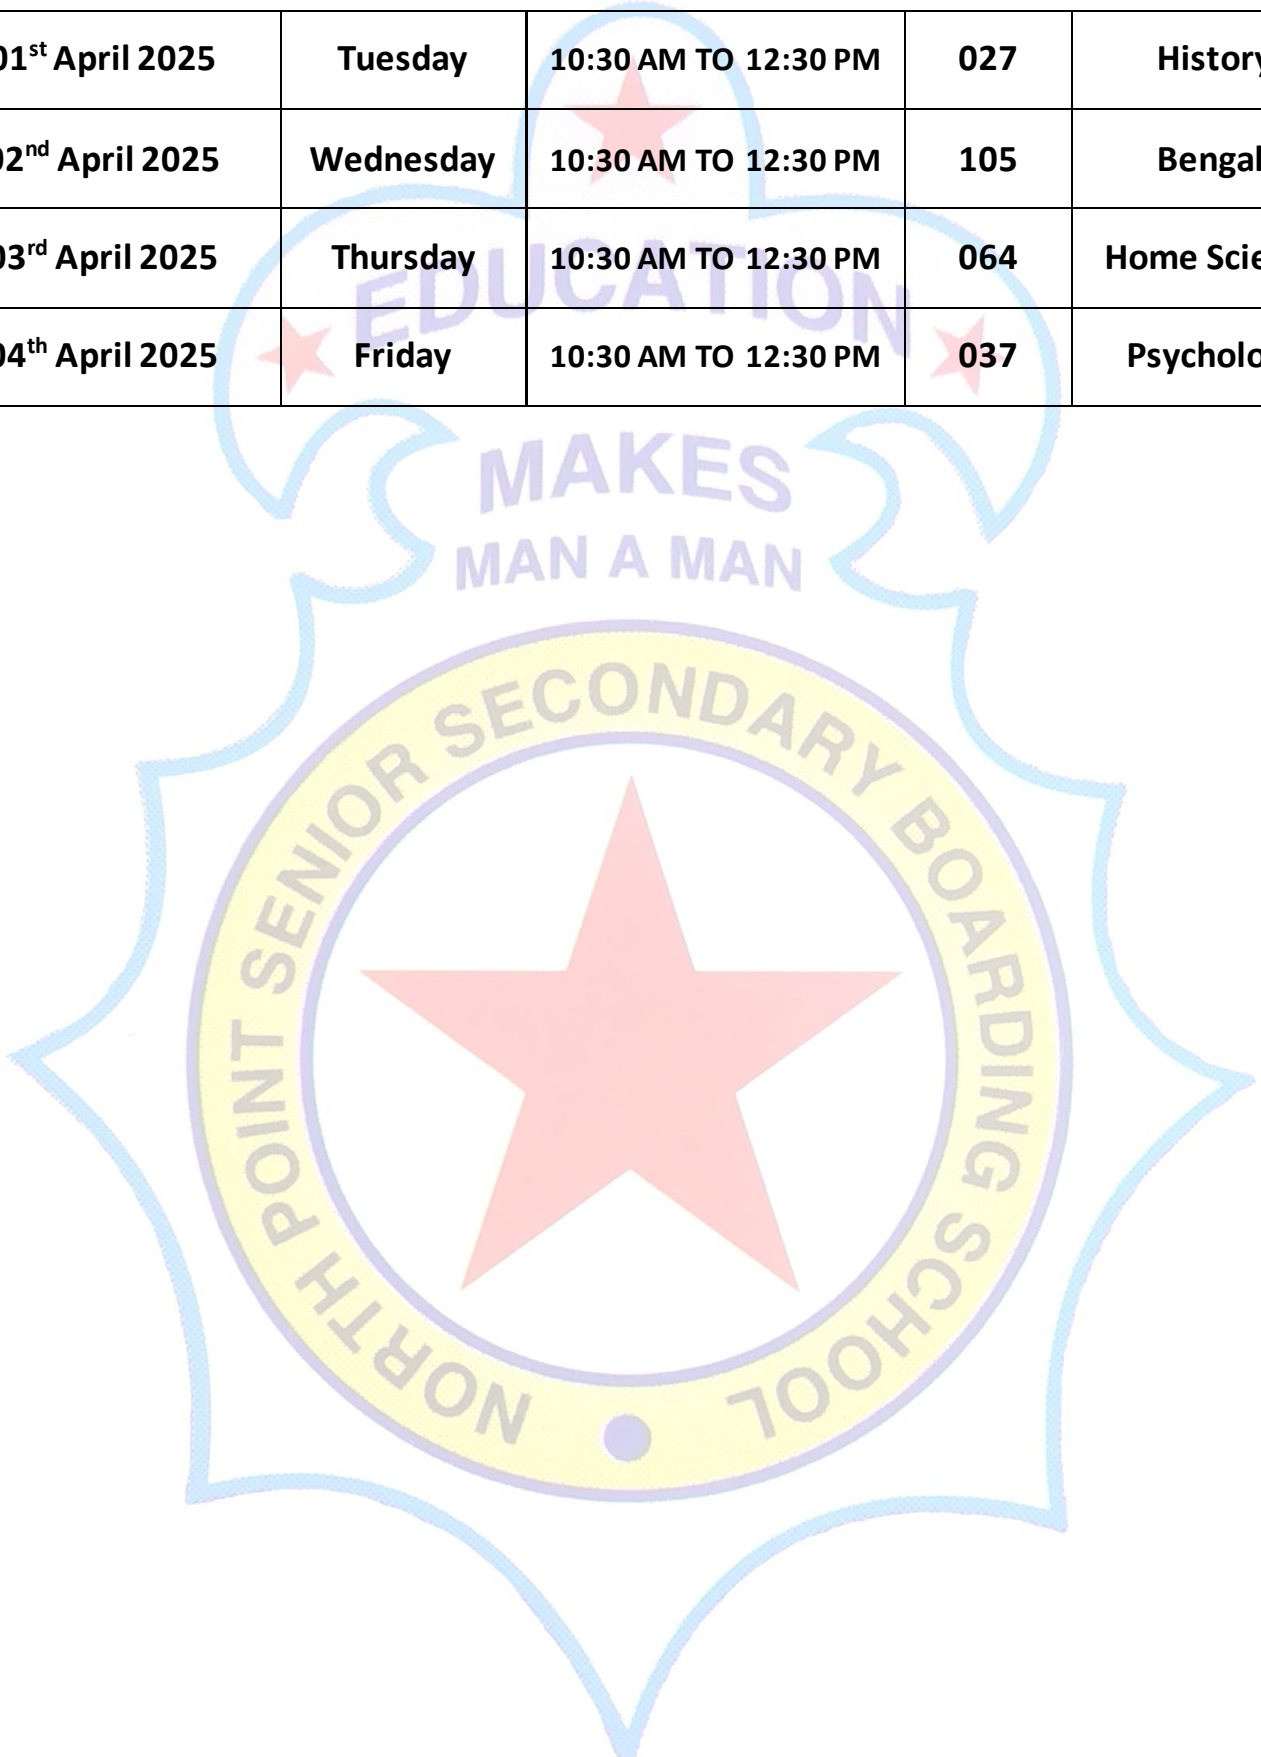 01st April 2025 Tuesday 10:30 AM TO 12:30 PM 027 History
02nd April 2025 Wednesday 10:30 AM TO 12:30 PM 105 Bengal
03rd April 2025 Thursday 10:30 AM TO 12:30 PM 064 Home Scie
04th April 2025 Friday 10:30 AM TO 12:30 PM 037 Psycholo
EDUCATION
MAKES
MAN A MAN
NORTH POINT SENIOR SECONDARY BOARDING SCHOOL